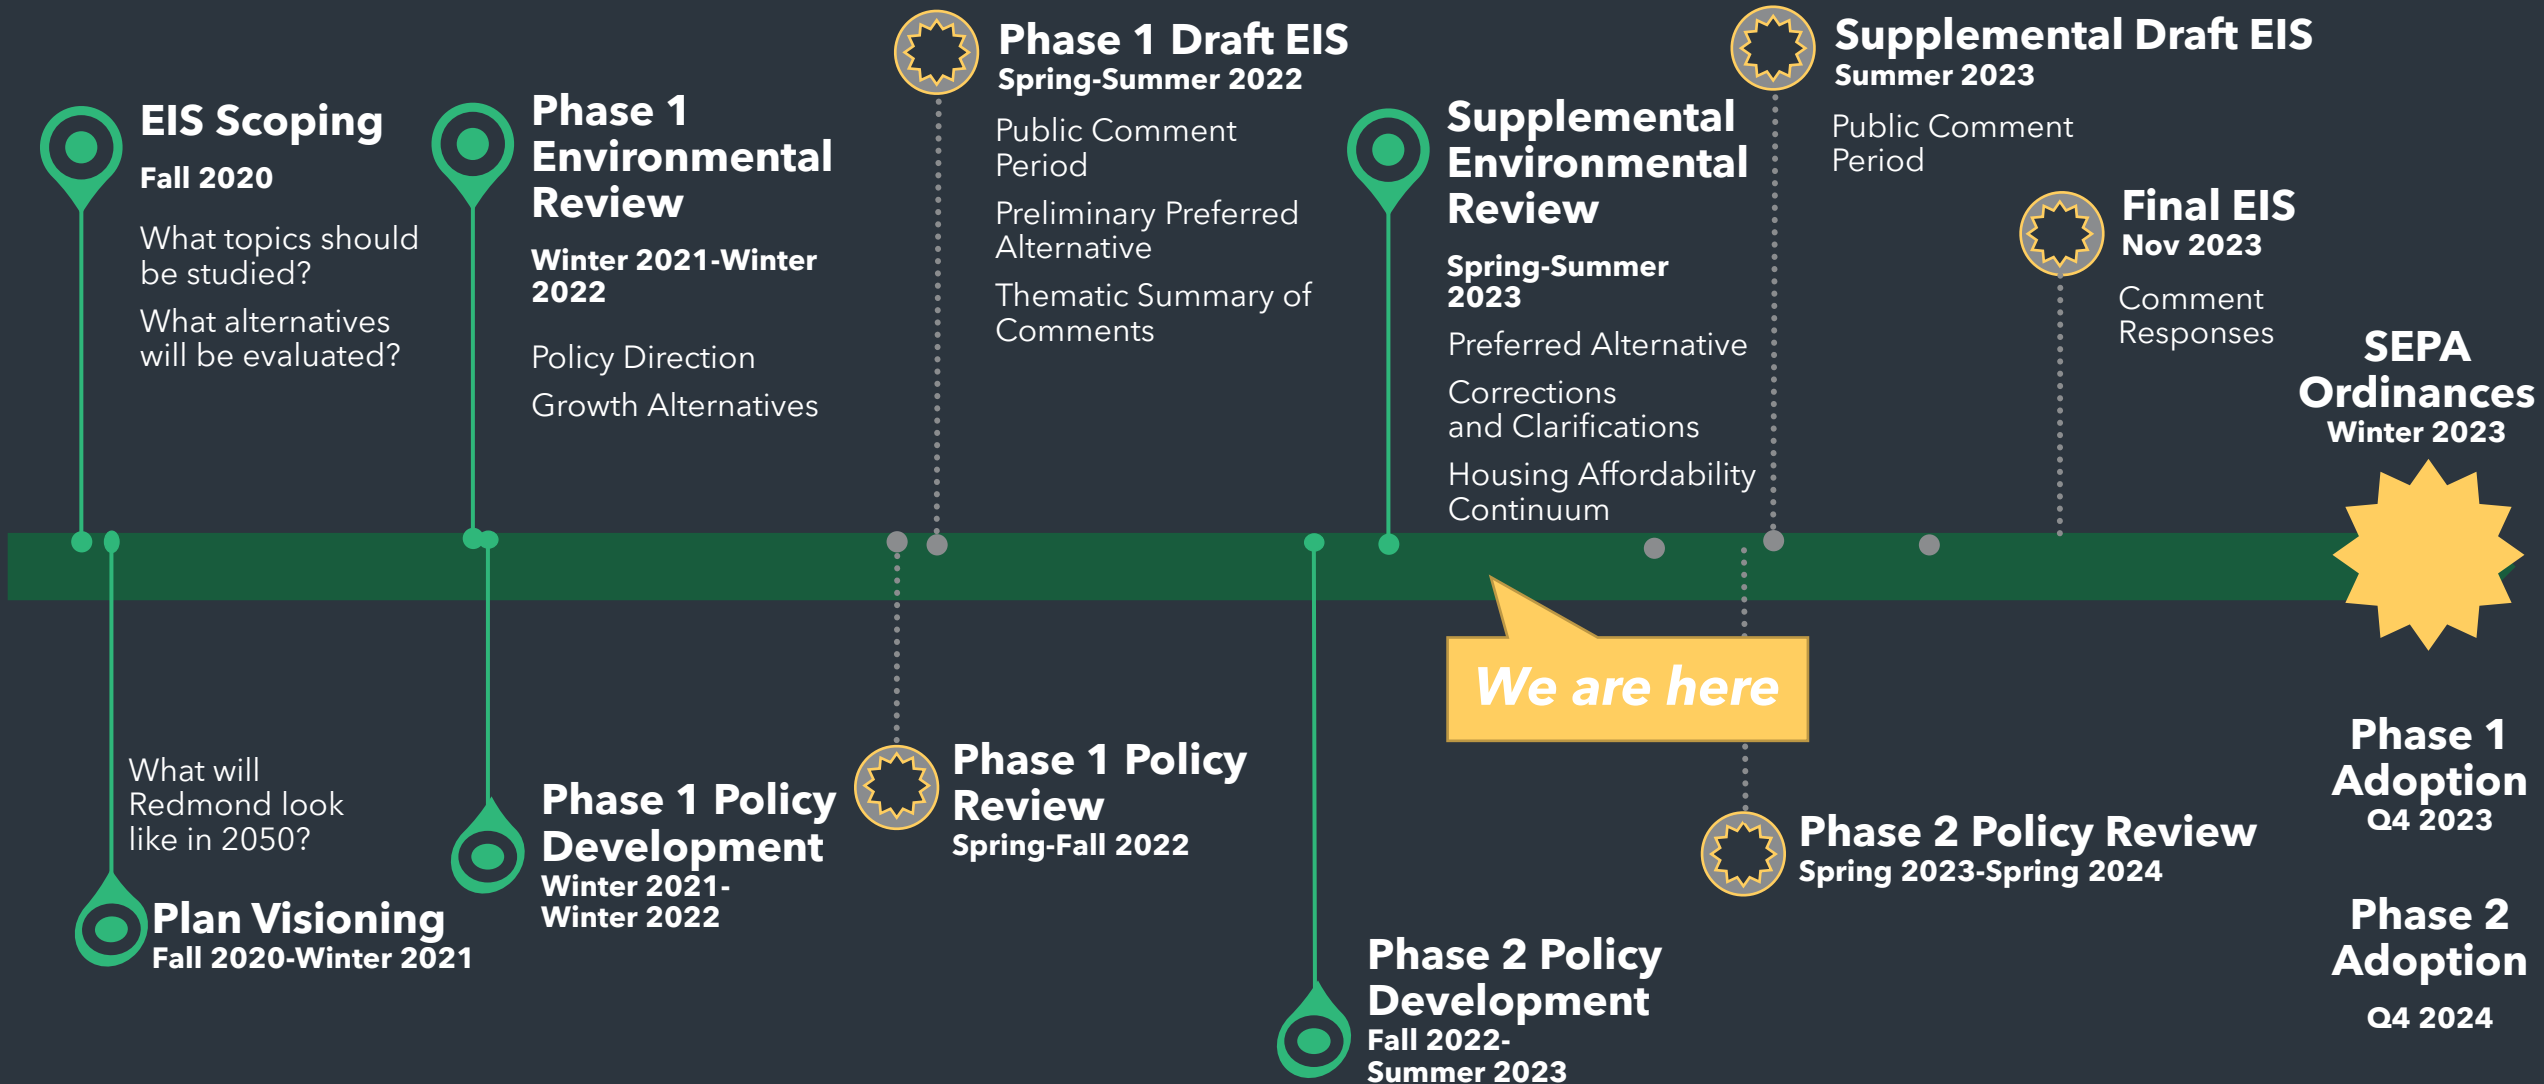 EIS Scoping
Fall 2020
What topics should
be studied?
What alternatives
will be evaluated?
Phase 1
Environmental
Review
Winter 2021-Winter
2022
Policy Direction
Growth Alternatives
Phase 1 Draft EIS
Spring-Summer 2022
Public Comment
Period
Preliminary Preferred
Alternative
Thematic Summary of
Comments
Supplemental
Environmental
Review
Spring-Summer
2023
Preferred Alternative
Corrections
and Clarifications
Housing Affordability
Continuum
Supplemental Draft EIS
Summer 2023
Public Comment
Period
Final EIS
Nov 2023
Comment
Responses
SEPA
Ordinances
Winter 2023
We are here
What will
Redmond look
like in 2050?
Plan Visioning
Fall 2020-Winter 2021
Phase 1 Policy
Development
Winter 2021-
Winter 2022
Phase 1 Policy
Review
Spring-Fall 2022
Phase 2 Policy
Development
Fall 2022-
Summer 2023
Phase 2 Policy Review
Spring 2023-Spring 2024
Phase 1
Adoption
Q4 2023
Phase 2
Adoption
Q4 2024